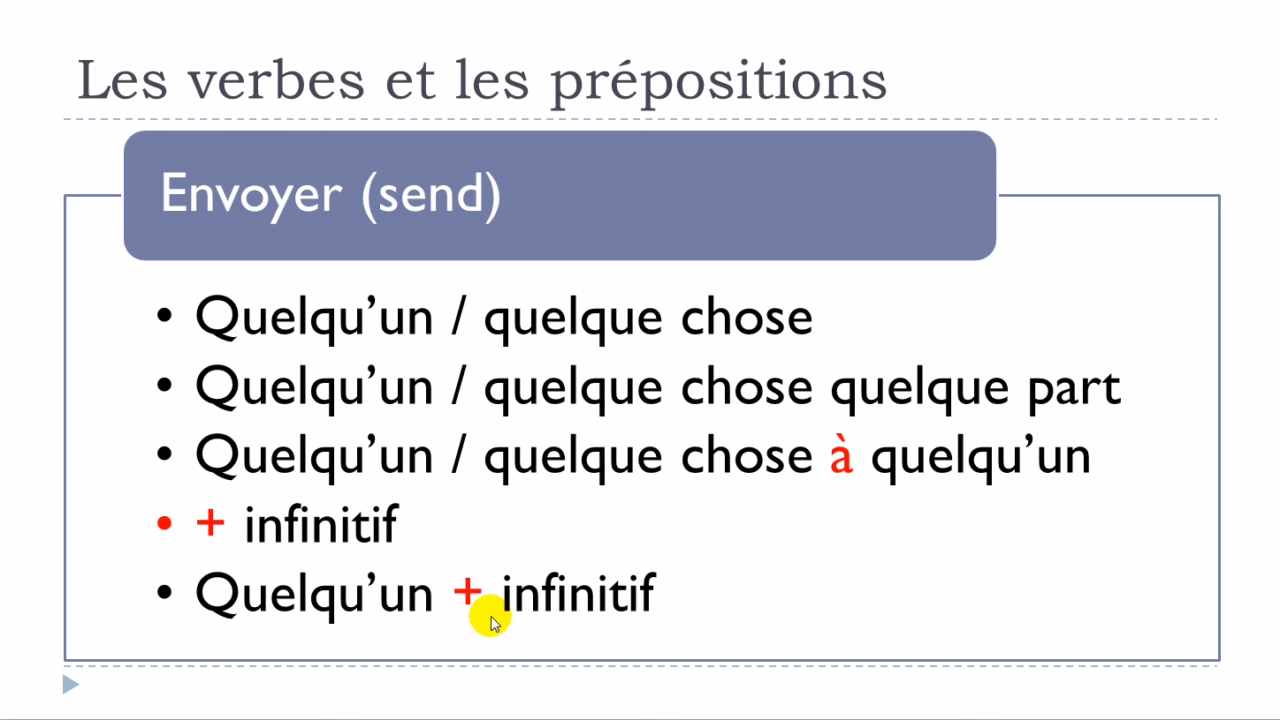 Les verbes et les prépositions
Envoyer (send)
• Quelqu’un / quelque chose
• Quelqu’un / quelque chose quelque part
• Quelqu’un / quelque chose à quelqu’un
• + infinitif
• Quelqu’un + infinitif